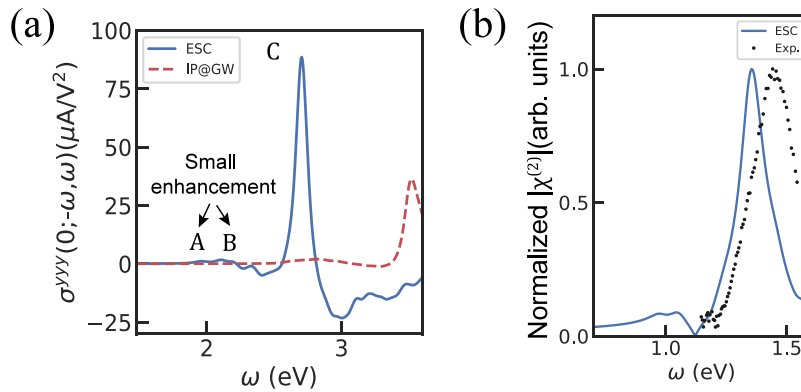 (a)
σʸʸʸ(0;-ω,ω)(μA/V²)
100
75
50
25
0
−25
ESC
IP@GW
C
Small
enhancement
A B
2 3
ω (eV)
(b)
Normalized |χ⁽²⁾|(arb. units)
1.0
0.5
0.0
ESC
Exp.
1.0 1.5
ω (eV)